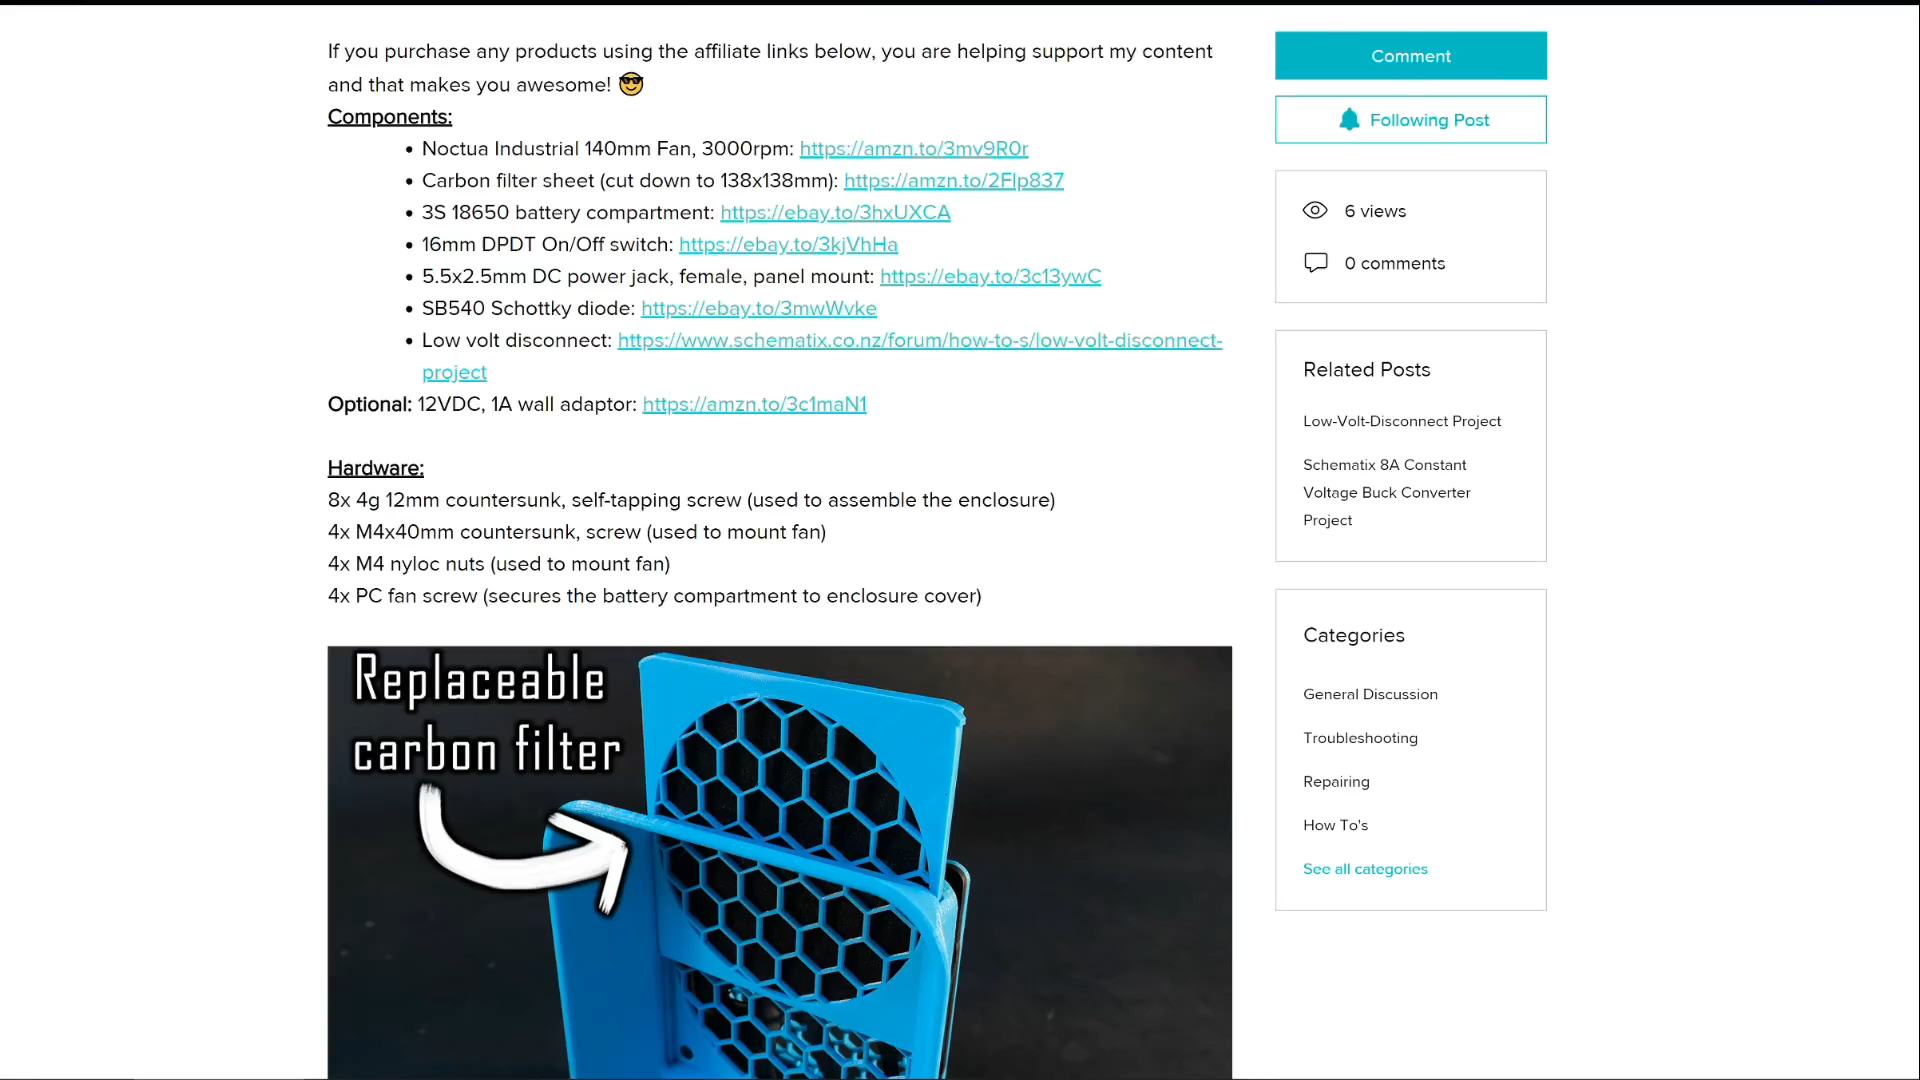 If you purchase any products using the affiliate links below, you are helping support my content
and that makes you awesome! 😎
Components:
• Noctua Industrial 140mm Fan, 3000rpm: https://amzn.to/3mv9R0r
• Carbon filter sheet (cut down to 138x138mm): https://amzn.to/2Flp837
• 3S 18650 battery compartment: https://ebay.to/3hxUXCA
• 16mm DPDT On/Off switch: https://ebay.to/3kjVhHa
• 5.5x2.5mm DC power jack, female, panel mount: https://ebay.to/3c13ywC
• SB540 Schottky diode: https://ebay.to/3mwWvke
• Low volt disconnect: https://www.schematix.co.nz/forum/how-to-s/low-volt-disconnect-
project
Optional: 12VDC, 1A wall adaptor: https://amzn.to/3c1maN1
Hardware:
8x 4g 12mm countersunk, self-tapping screw (used to assemble the enclosure)
4x M4x40mm countersunk, screw (used to mount fan)
4x M4 nyloc nuts (used to mount fan)
4x PC fan screw (secures the battery compartment to enclosure cover)
Replaceable
carbon filter
Comment
Following Post
6 views
0 comments
Related Posts
Low-Volt-Disconnect Project
Schematix 8A Constant
Voltage Buck Converter
Project
Categories
General Discussion
Troubleshooting
Repairing
How To's
See all categories